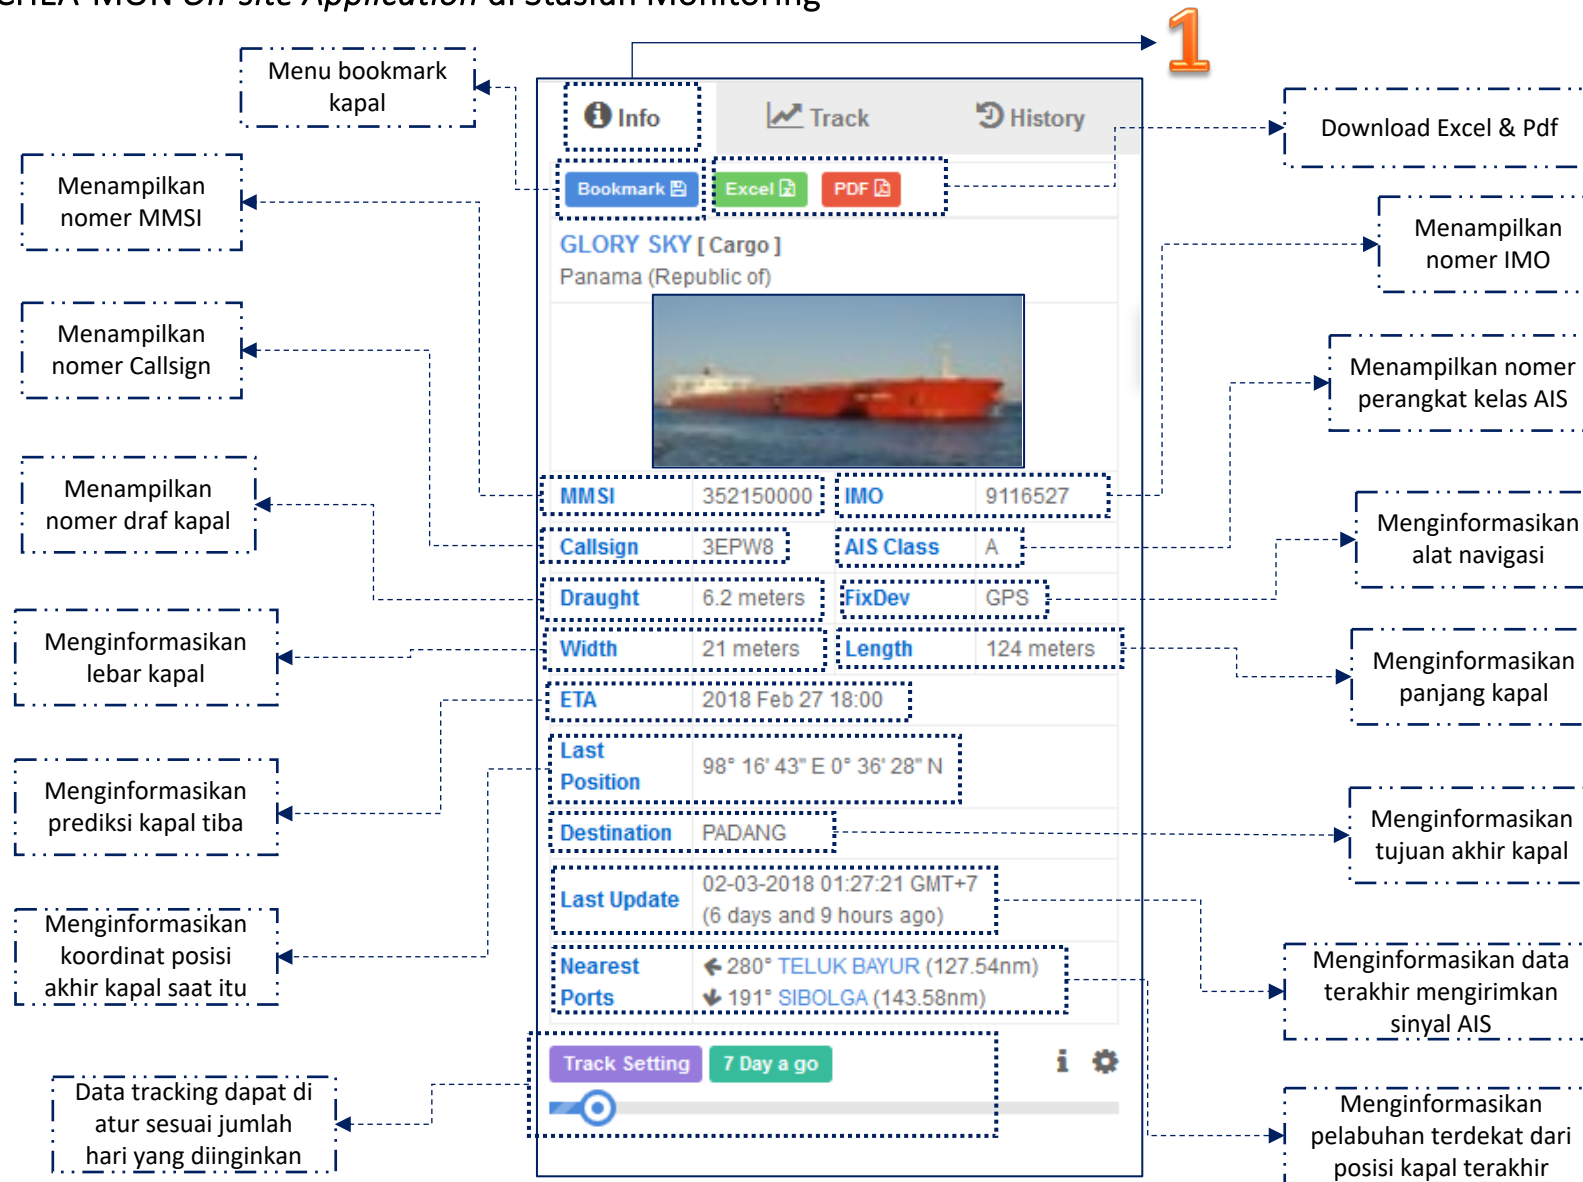 Off-site Application di Stasiun Monitoring
1
Menu bookmark
kapal
Info
Track
History
Download Excel & Pdf
Bookmark
Excel
PDF
Menampilkan
nomer MMSI
GLORY SKY [ Cargo ]
Panama (Republic of)
Menampilkan
nomer IMO
Menampilkan
nomer Callsign
Menampilkan nomer
perangkat kelas AIS
Menampilkan
nomer draf kapal
MMSI 352150000 IMO 9116527
Callsign 3EPW8 AIS Class A
Draught 6.2 meters FixDev GPS
Width 21 meters Length 124 meters
ETA 2018 Feb 27 18:00
Last
Position
98° 16' 43" E 0° 36' 28" N
Destination PADANG
Last Update
02-03-2018 01:27:21 GMT+7
(6 days and 9 hours ago)
Nearest
Ports
280° TELUK BAYUR (127.54nm)
191° SIBOLGA (143.58nm)
Menginformasikan
alat navigasi
Menginformasikan
lebar kapal
Menginformasikan
panjang kapal
Menginformasikan
prediksi kapal tiba
Menginformasikan
tujuan akhir kapal
Menginformasikan
koordinat posisi
akhir kapal saat itu
Menginformasikan data
terakhir mengirimkan
sinyal AIS
Track Setting
7 Day a go
Data tracking dapat di
atur sesuai jumlah
hari yang diinginkan
Menginformasikan
pelabuhan terdekat dari
posisi kapal terakhir